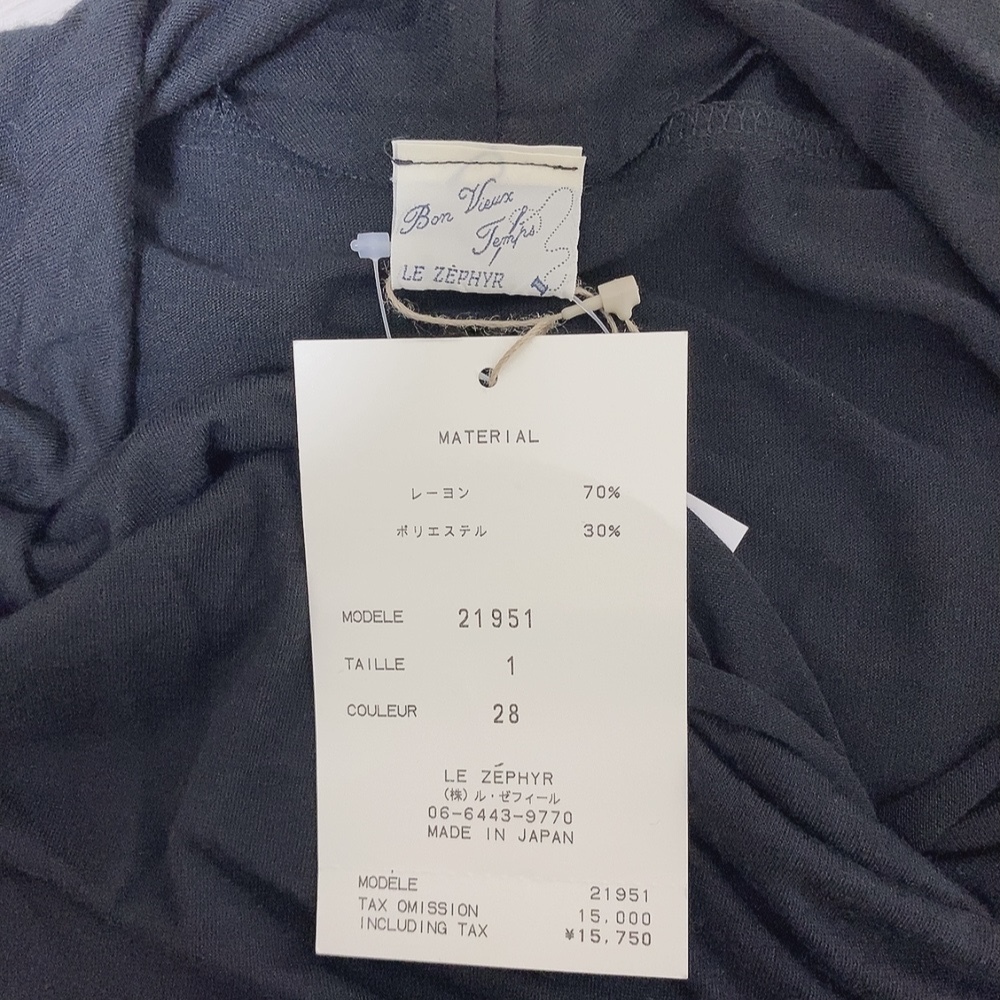 Bon Vieux
Temps
LE ZÉPHYR
MATERIAL
レーヨン 70%
ポリエステル 30%
MODELE 21951
TAILLE 1
COULEUR 28
LE ZÉPHYR
(株)ル・ゼフィール
06-6443-9770
MADE IN JAPAN
MODÈLE 21951
TAX OMISSION 15,000
INCLUDING TAX ¥15,750